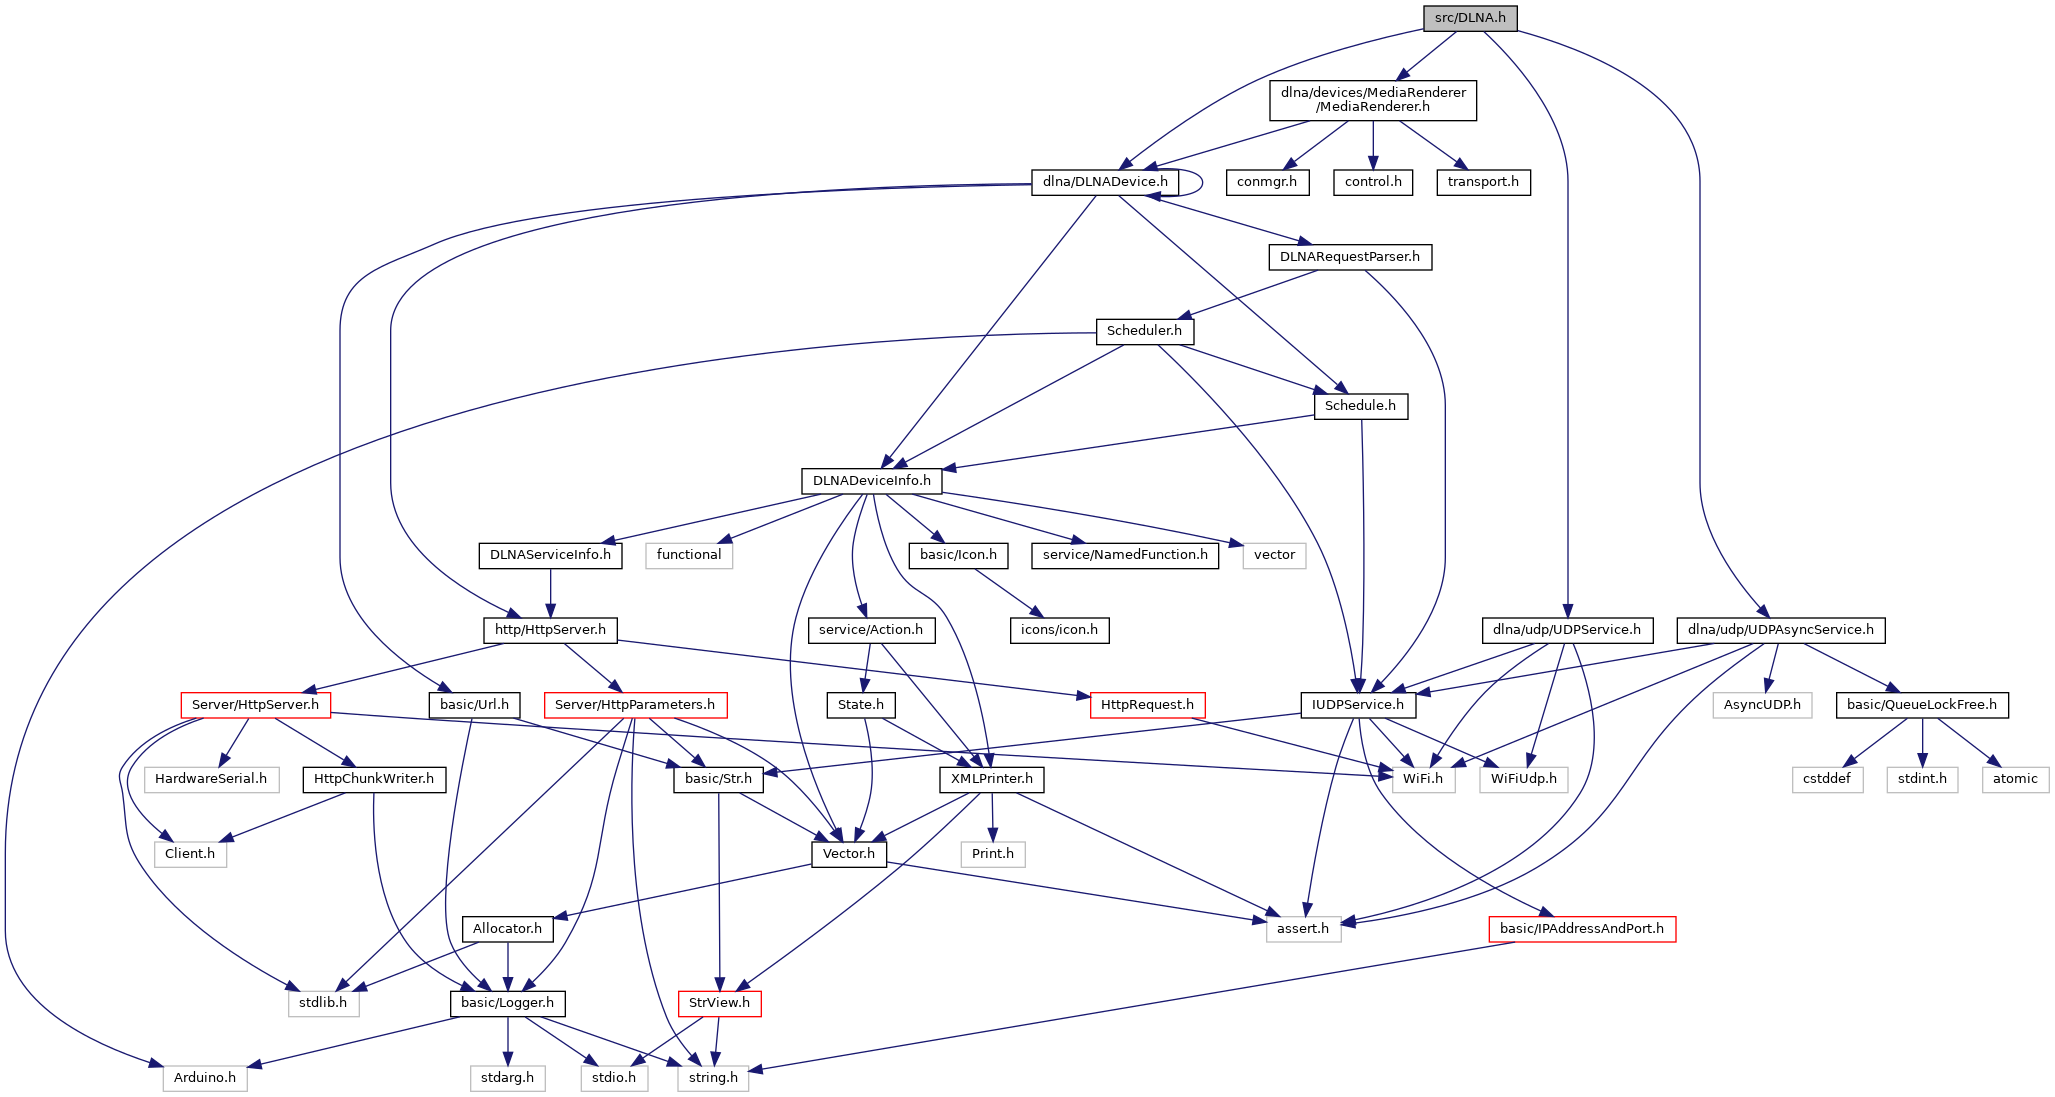 src/DLNA.h
dlna/devices/MediaRenderer
/MediaRenderer.h
dlna/DLNADevice.h
conmgr.h
control.h
transport.h
DLNARequestParser.h
Scheduler.h
Schedule.h
DLNADeviceInfo.h
DLNAServiceInfo.h
functional
basic/Icon.h
service/NamedFunction.h
vector
http/HttpServer.h
service/Action.h
icons/icon.h
dlna/udp/UDPService.h
dlna/udp/UDPAsyncService.h
Server/HttpServer.h
basic/Url.h
Server/HttpParameters.h
State.h
HttpRequest.h
IUDPService.h
AsyncUDP.h
basic/QueueLockFree.h
HardwareSerial.h
HttpChunkWriter.h
basic/Str.h
XMLPrinter.h
WiFi.h
WiFiUdp.h
cstddef
stdint.h
atomic
Client.h
Vector.h
Print.h
Allocator.h
assert.h
basic/IPAddressAndPort.h
stdlib.h
basic/Logger.h
StrView.h
Arduino.h
stdarg.h
stdio.h
string.h